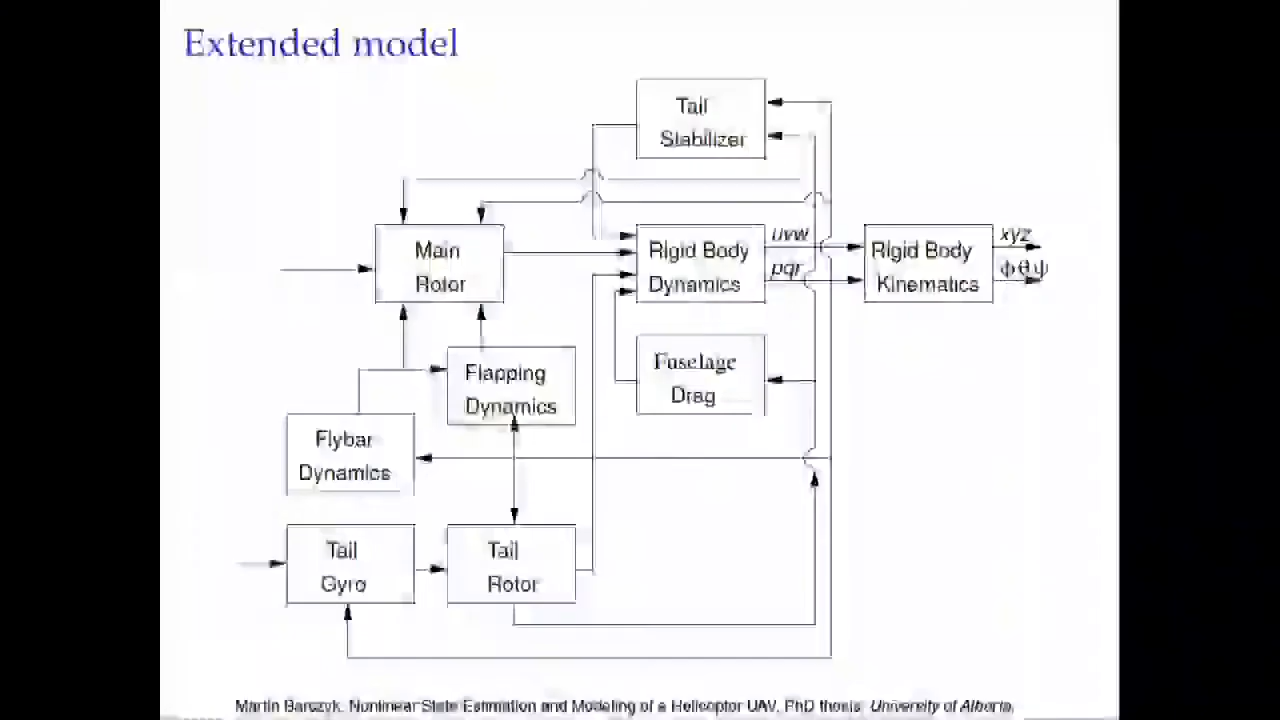 Extended model
Tail
Stabilizer
Main
Rotor
Rigid Body
Dynamics
uvw
pqr
Rigid Body
Kinematics
xyz
ϕθψ
Flapping
Dynamics
Fuselage
Drag
Flybar
Dynamics
Tail
Gyro
Tail
Rotor
Martin Barczyk. Nonlinear State Estimation and Modeling of a Helicopter UAV. PhD thesis, University of Alberta.